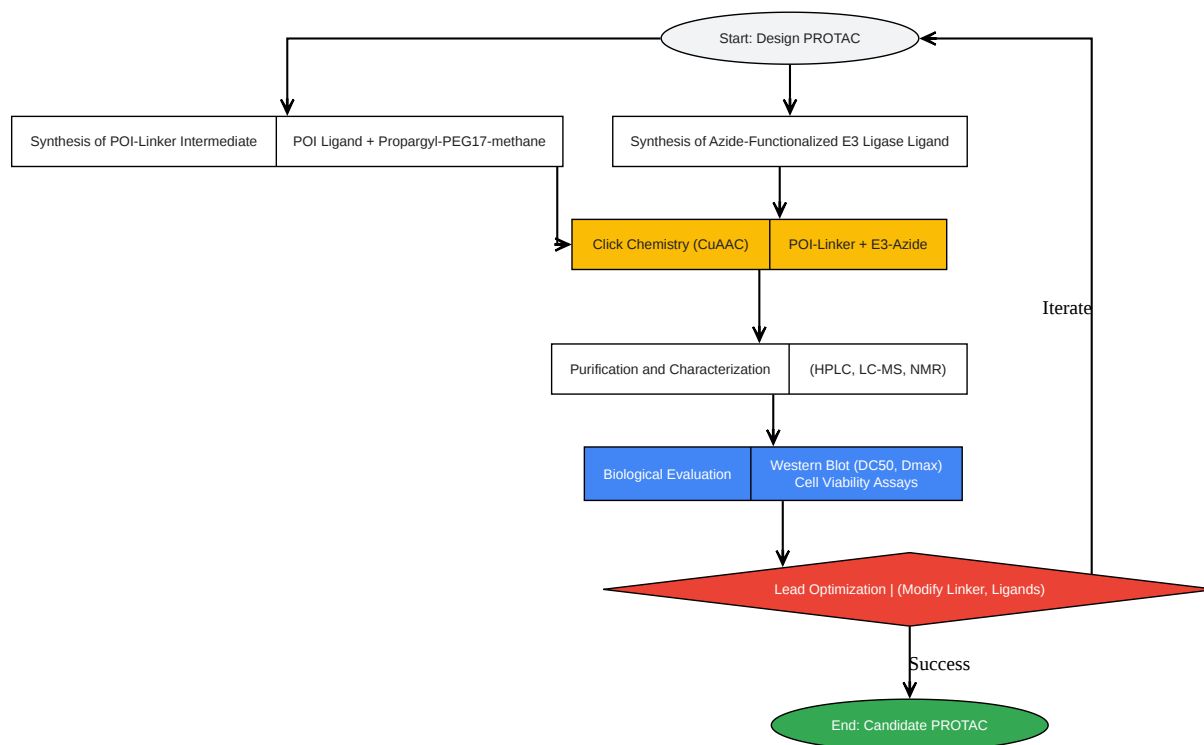 Start: Design PROTAC
Synthesis of POI-Linker Intermediate
POI Ligand + Propargyl-PEG17-methane
Synthesis of Azide-Functionalized E3 Ligase Ligand
Click Chemistry (CuAAC)
POI-Linker + E3-Azide
Iterate
Purification and Characterization
(HPLC, LC-MS, NMR)
Biological Evaluation
Western Blot (DC50, Dmax)
Cell Viability Assays
Lead Optimization | (Modify Linker, Ligands)
Success
End: Candidate PROTAC